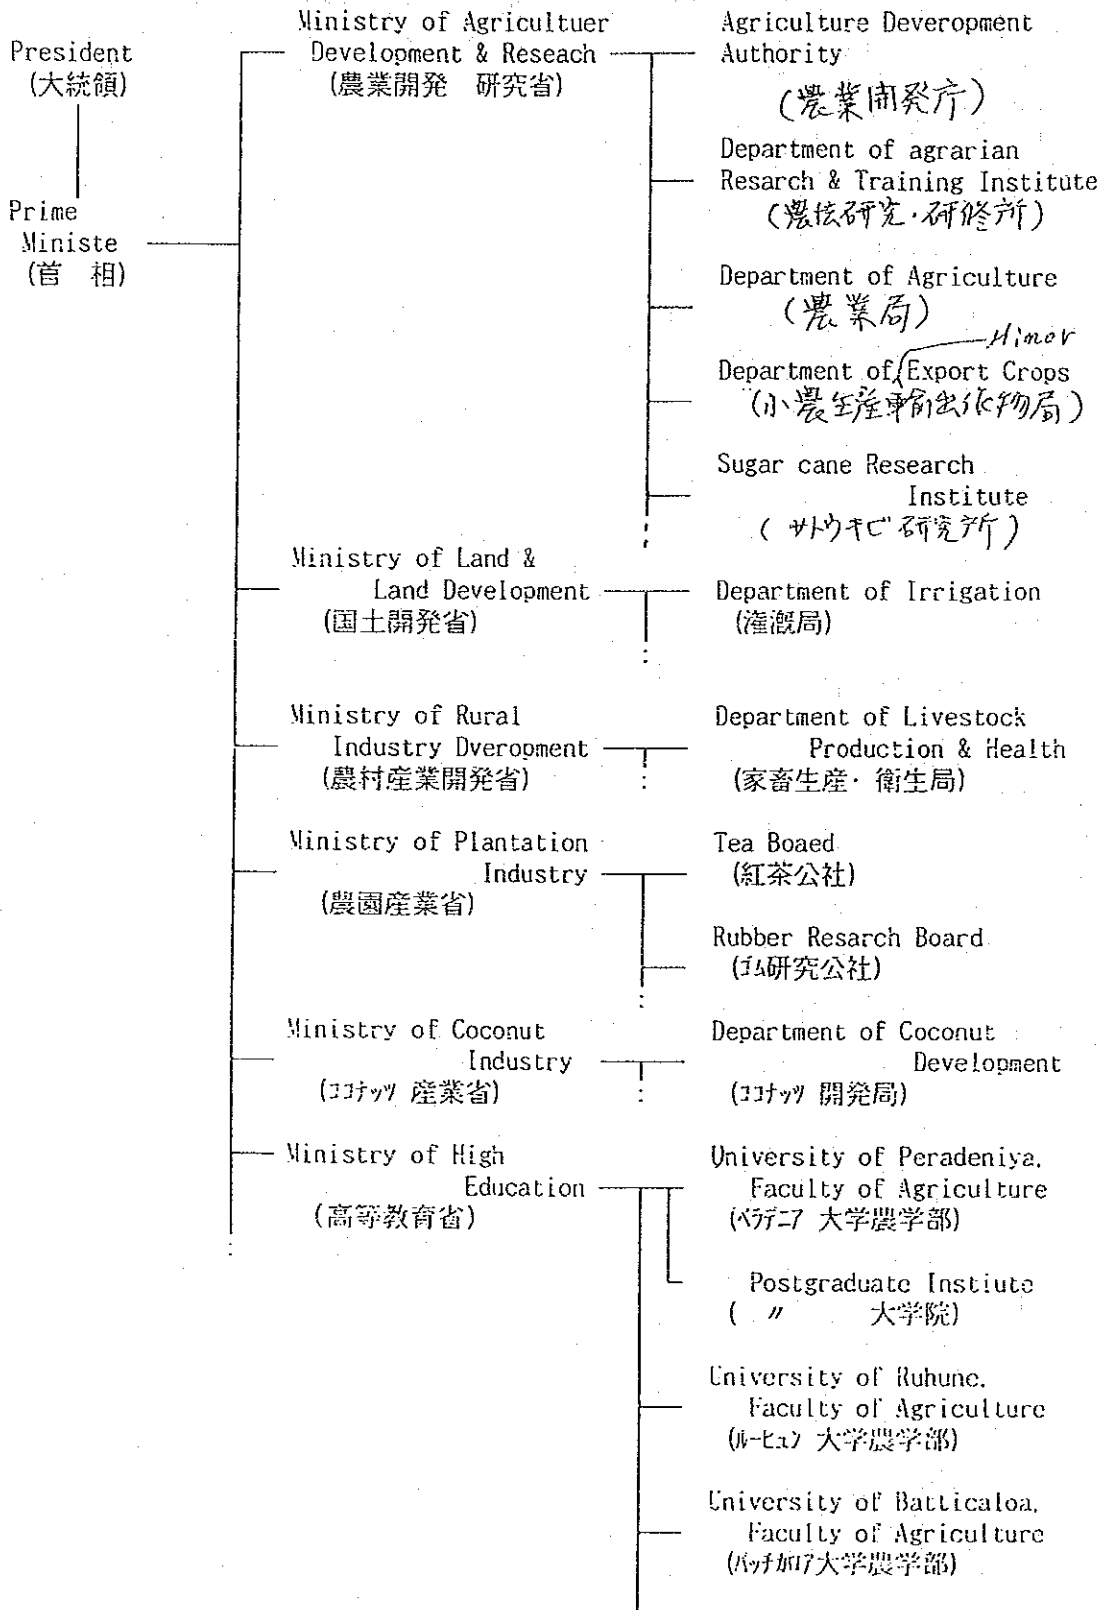 President
(大統領)
Prime
Ministe
(首 相)
Ministry of Agricultuer
Development & Reseach
(農業開発 研究省)
Agriculture Deveropment
Authority
(農業開発庁)
Department of agrarian
Resarch & Training Institute
(農技研究・研修所)
Department of Agriculture
(農業局)
Minor
Department of Export Crops
(小農生産輸出作物局)
Sugar cane Research
Institute
(サトウキビ研究所)
Ministry of Land &
Land Development
(国土開発省)
Department of Irrigation
(潅漑局)
Ministry of Rural
Industry Dveropment
(農村産業開発省)
Department of Livestock
Production & Health
(家畜生産・衛生局)
Ministry of Plantation
Industry
(農園産業省)
Tea Boaed
(紅茶公社)
Rubber Resarch Board
(ゴム研究公社)
Ministry of Coconut
Industry
(ココナッツ 産業省)
Department of Coconut
Development
(ココナッツ 開発局)
Ministry of High
Education
(高等教育省)
University of Peradeniya.
Faculty of Agriculture
(ペラデニア 大学農学部)
Postgraduate Instiute
( 〃 大学院)
University of Ruhune.
Faculty of Agriculture
(ルーヒュン 大学農学部)
University of Batticaloa.
Faculty of Agriculture
(バッチカロア大学農学部)